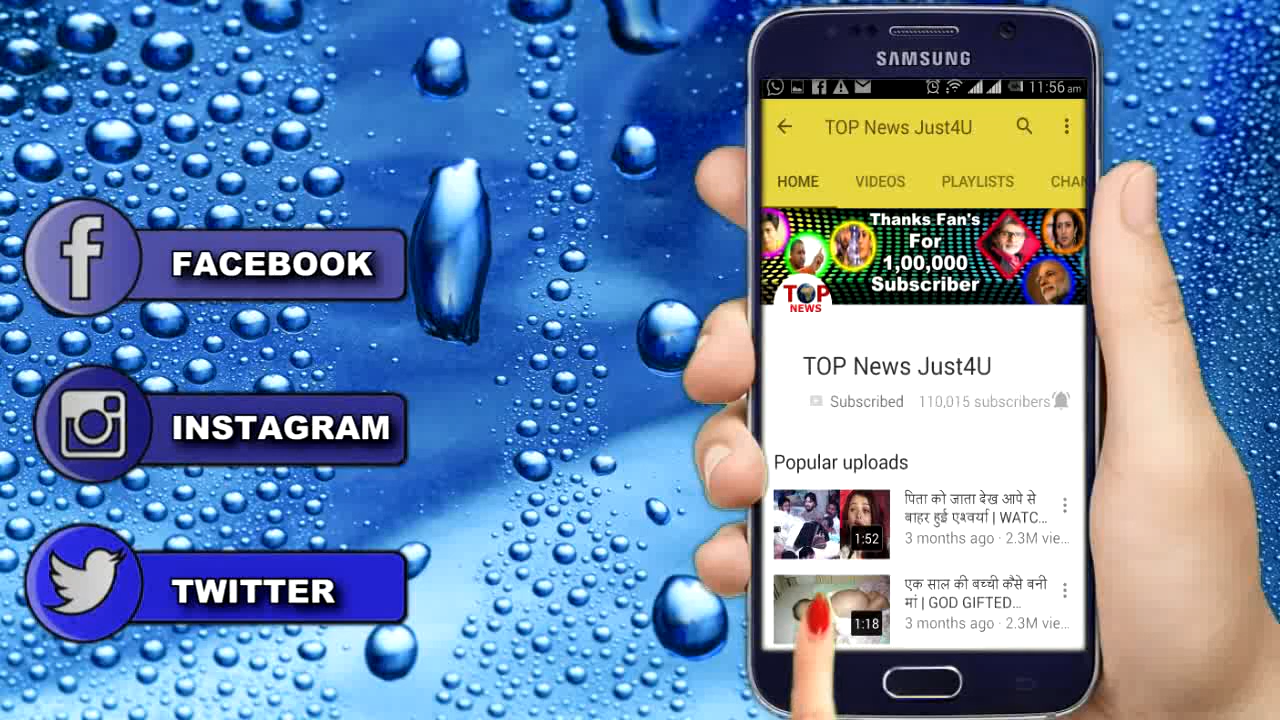 FACEBOOK
INSTAGRAM
TWITTER
SAMSUNG
11:56 am
TOP News Just4U
HOME VIDEOS PLAYLISTS CHAN
Thanks Fan's
For
1,00,000
Subscriber
TOP
NEWS
TOP News Just4U
Subscribed 110,015 subscribers
Popular uploads
पिता को जाता देख आपे से
बाहर हुई एश्वर्या | WATC...
3 months ago · 2.3M vie...
1:52
एक साल की बच्ची कैसे बनी
मां | GOD GIFTED...
3 months ago · 2.3M vie...
1:18